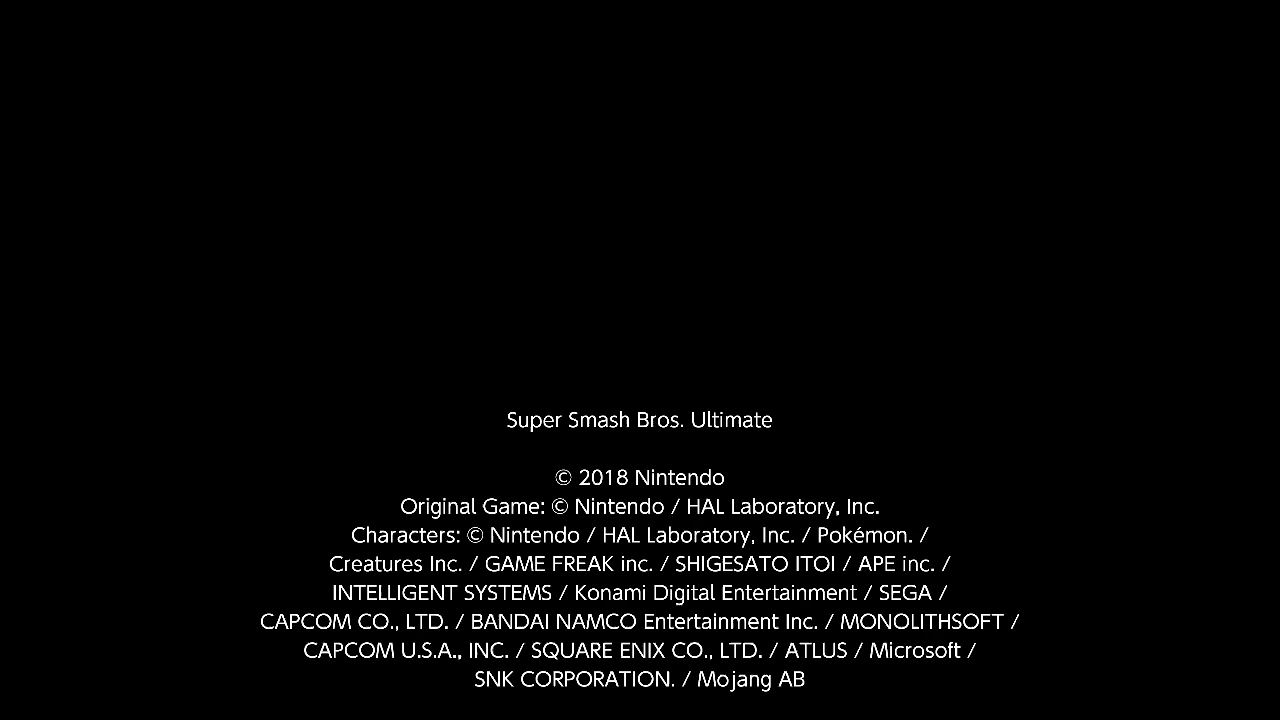 Super Smash Bros. Ultimate
© 2018 Nintendo
Original Game: © Nintendo / HAL Laboratory, Inc.
Characters: © Nintendo / HAL Laboratory, Inc. / Pokémon. /
Creatures Inc. / GAME FREAK inc. / SHIGESATO ITOI / APE inc. /
INTELLIGENT SYSTEMS / Konami Digital Entertainment / SEGA /
CAPCOM CO., LTD. / BANDAI NAMCO Entertainment Inc. / MONOLITHSOFT /
CAPCOM U.S.A., INC. / SQUARE ENIX CO., LTD. / ATLUS / Microsoft /
SNK CORPORATION. / Mojang AB